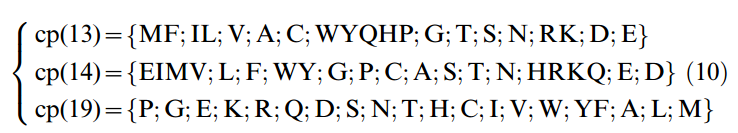 cp(13)={MF; IL; V; A; C; WYQHP; G; T; S; N; RK; D; E}
cp(14)={EIMV; L; F; WY; G; P; C; A; S; T; N; HRKQ; E; D} (10)
cp(19)={P; G; E; K; R; Q; D; S; N; T; H; C; I; V; W; YF; A; L; M}